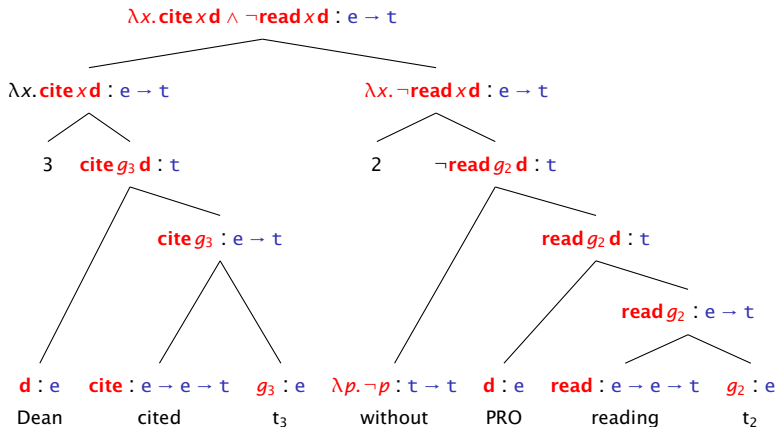 λx. cite x d ∧ ¬read x d : e → t
λx. cite x d : e → t λx. ¬read x d : e → t
3 cite g₃ d : t 2 ¬read g₂ d : t
cite g₃ : e → t read g₂ d : t
read g₂ : e → t
d : e cite : e → e → t g₃ : e λp. ¬p : t → t d : e read : e → e → t g₂ : e
Dean cited t₃ without PRO reading t₂